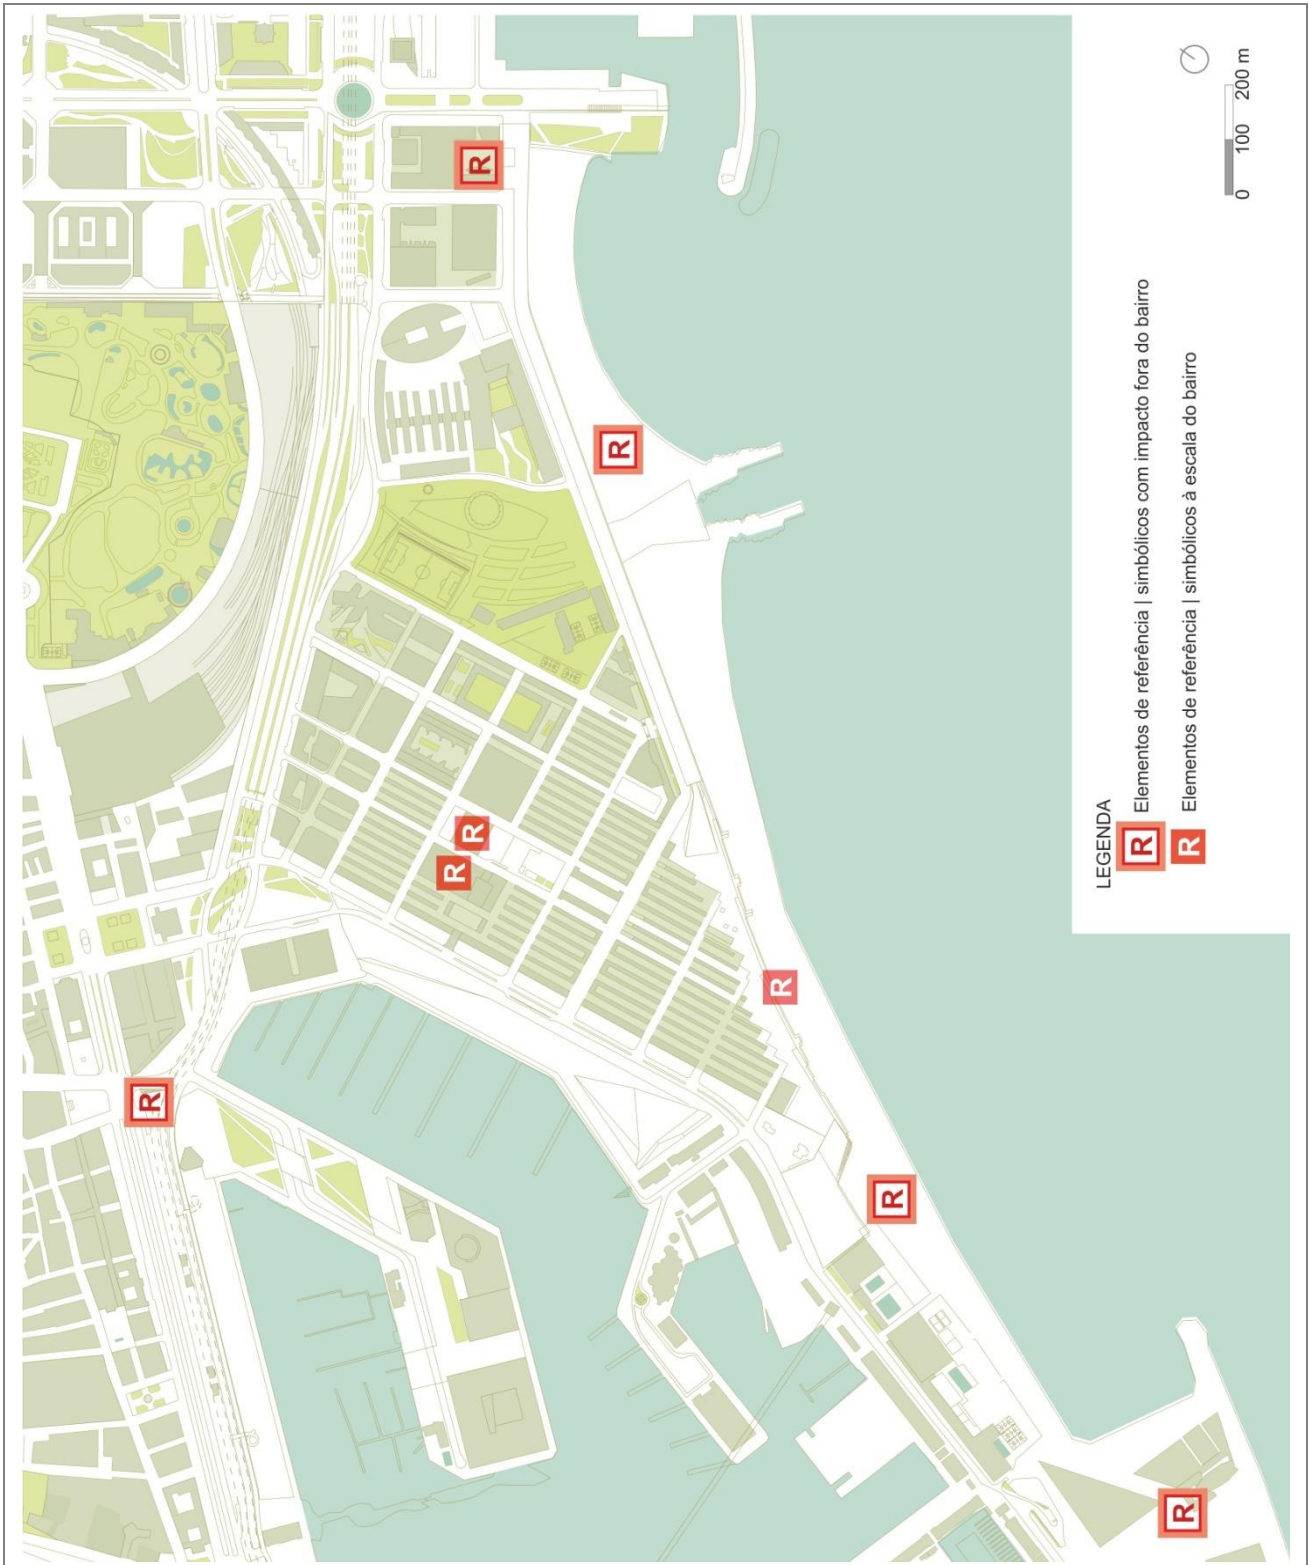 R
R
R
R
R
R
R
R
LEGENDA
R Elementos de referência | simbólicos com impacto fora do bairro
R Elementos de referência | simbólicos à escala do bairro
0 100 200 m